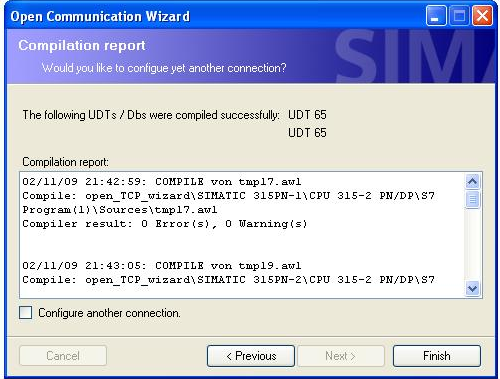 Open Communication Wizard
Compilation report
Would you like to configue yet another connection?
SIMA
The following UDTs / Dbs were compiled successfully: UDT 65
UDT 65
Compilation report:
02/11/09 21:42:59: COMPILE von tmp17.awl
Compile: open_TCP_wizard\SIMATIC 315PN-1\CPU 315-2 PN/DP\S7
Program(1)\Sources\tmp17.awl
Compiler result: 0 Error(s), 0 Warning(s)
02/11/09 21:43:05: COMPILE von tmp19.awl
Compile: open_TCP_wizard\SIMATIC 315PN-2\CPU 315-2 PN/DP\S7
Configure another connection.
Cancel < Previous Next > Finish